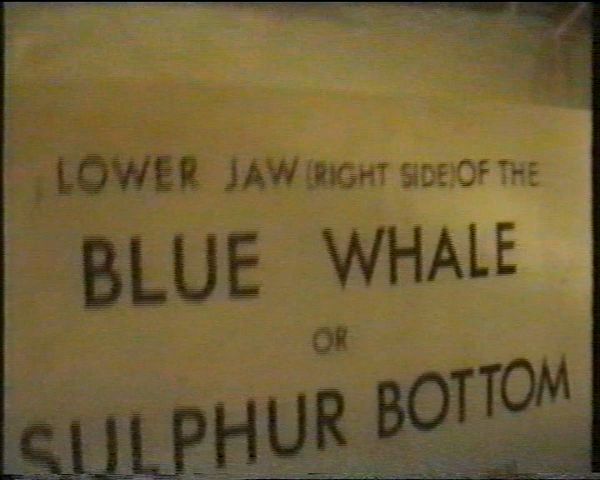 LOWER JAW (RIGHT SIDE) OF THE
BLUE WHALE
OR
SULPHUR BOTTOM